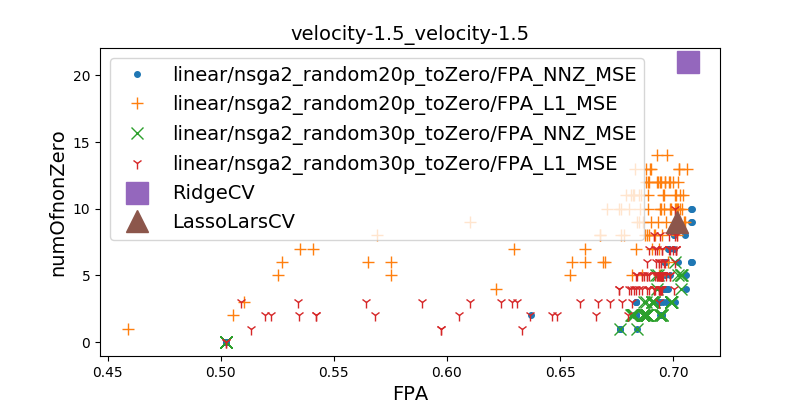 velocity-1.5_velocity-1.5
linear/nsga2_random20p_toZero/FPA_NNZ_MSE
linear/nsga2_random20p_toZero/FPA_L1_MSE
linear/nsga2_random30p_toZero/FPA_NNZ_MSE
linear/nsga2_random30p_toZero/FPA_L1_MSE
RidgeCV
LassoLarsCV
numOfnonZero
20
15
10
5
0
0.45 0.50 0.55 0.60 0.65 0.70
FPA